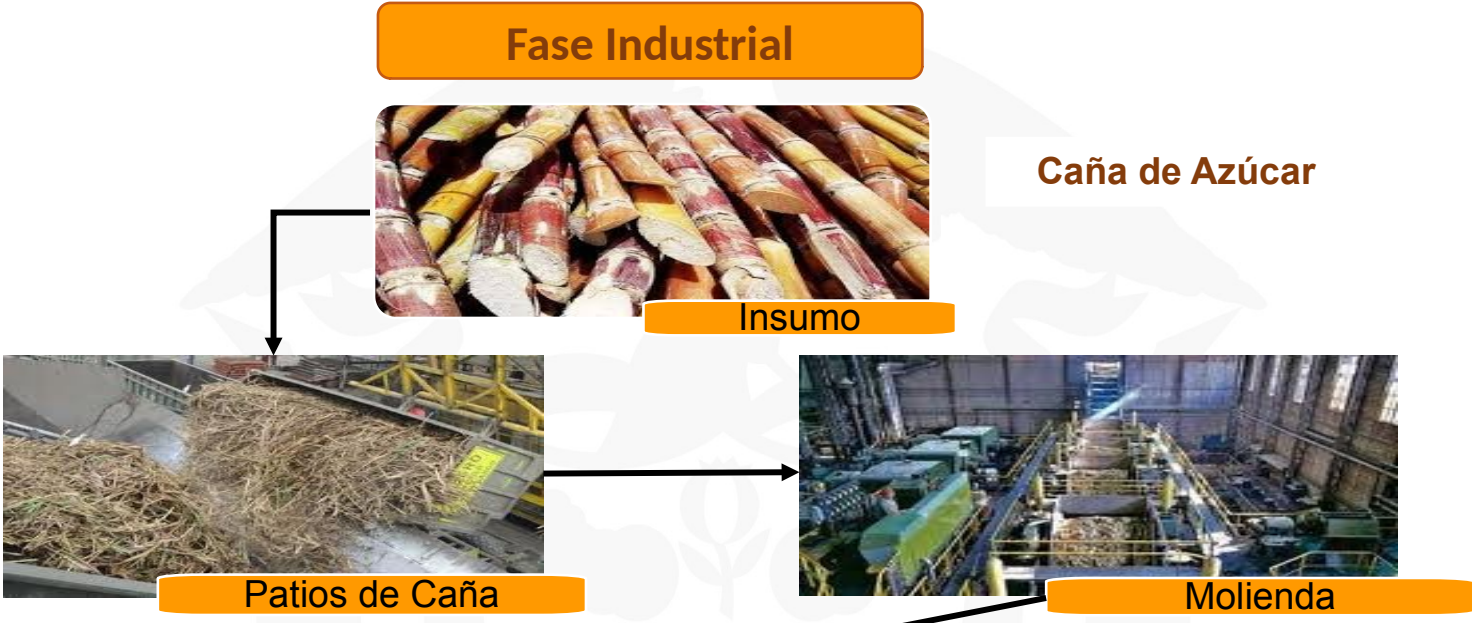 Fase Industrial
Caña de Azúcar
Insumo
Patios de Caña
Molienda